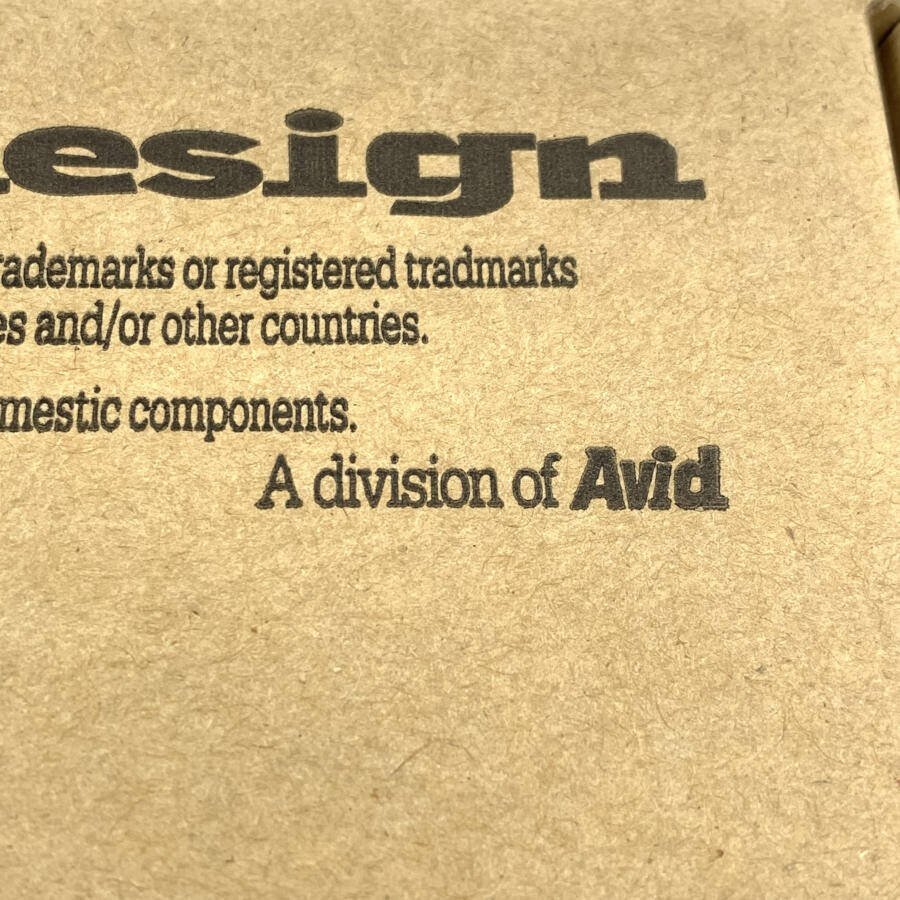 esign
rademarks or registered tradmarks
es and/or other countries.
mestic components.
A division of Avid